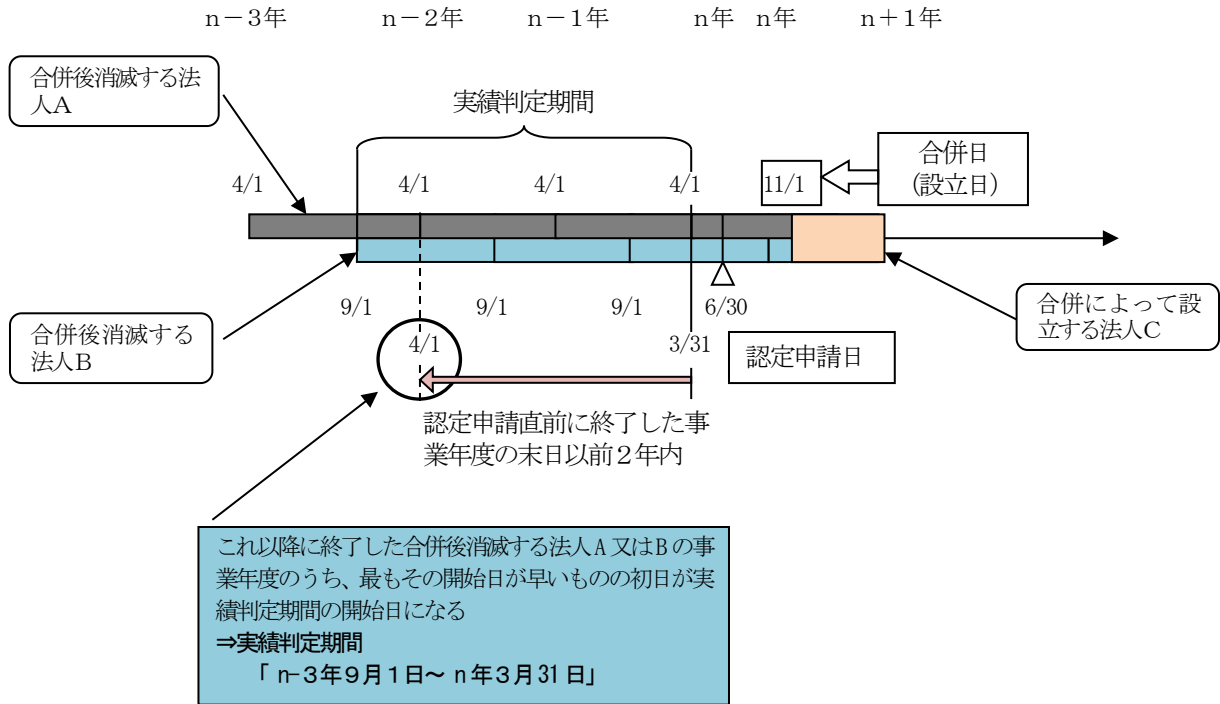 n－3年 n－2年 n－1年 n年 n年 n＋1年
合併後消滅する法
人A
実績判定期間
合併日
（設立日）
4/1 4/1 4/1 4/1 11/1
9/1 9/1 9/1 6/30
合併後消滅する
法人B
4/1 3/31
認定申請日
合併によって設
立する法人C
認定申請直前に終了した事
業年度の末日以前２年内
これ以降に終了した合併後消滅する法人A又はBの事
業年度のうち、最もその開始日が早いものの初日が実
績判定期間の開始日になる
⇒実績判定期間
「 n-３年９月１日～ n年３月31日」